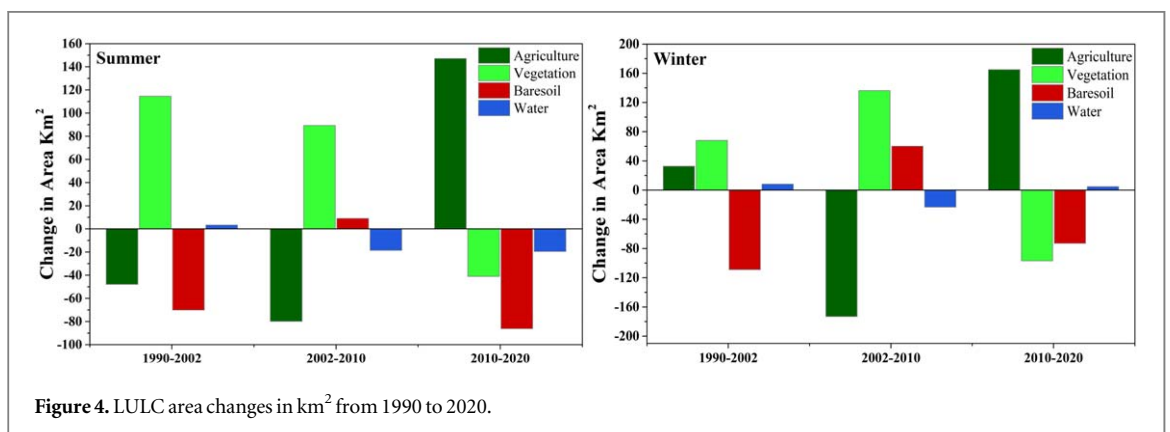 Summer
Agriculture
Vegetation
Baresoil
Water
Change in Area Km²
160
140
120
100
80
60
40
20
0
-20
-40
-60
-80
-100
1990-2002 2002-2010 2010-2020
Winter
Agriculture
Vegetation
Baresoil
Water
Change in Area Km²
200
160
120
80
40
0
-40
-80
-120
-160
-200
1990-2002 2002-2010 2010-2020
Figure 4. LULC area changes in km² from 1990 to 2020.